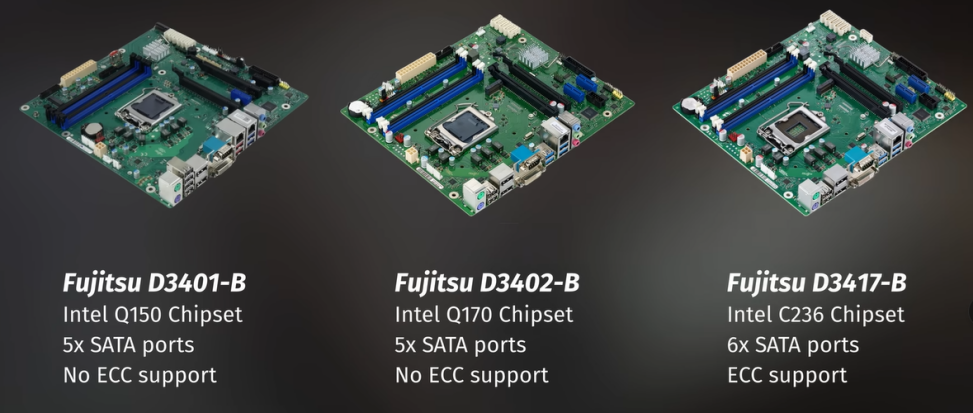 Fujitsu D3401-B
Intel Q150 Chipset
5x SATA ports
No ECC support
Fujitsu D3402-B
Intel Q170 Chipset
5x SATA ports
No ECC support
Fujitsu D3417-B
Intel C236 Chipset
6x SATA ports
ECC support